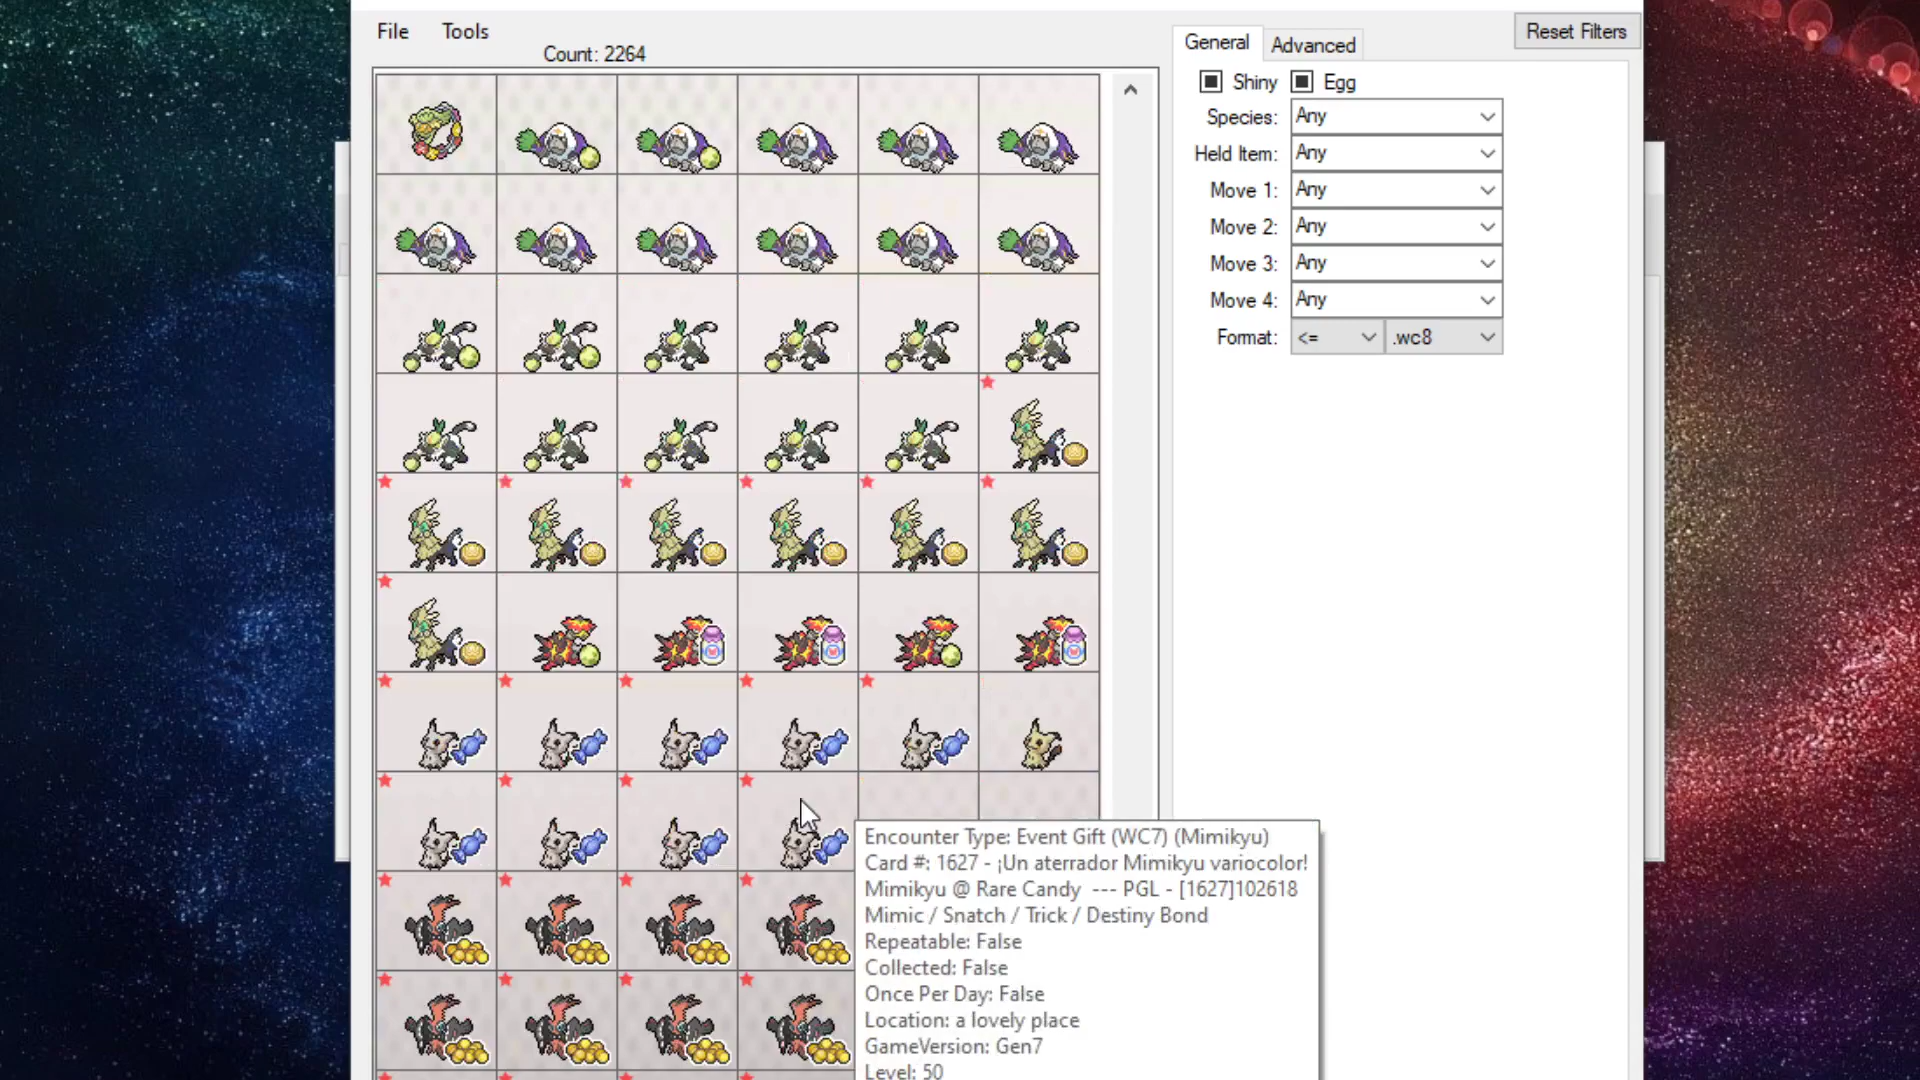 File Tools
Count: 2264
General Advanced Reset Filters
Shiny Egg
Species: Any
Held Item: Any
Move 1: Any
Move 2: Any
Move 3: Any
Move 4: Any
Format: <= .wc8
Encounter Type: Event Gift (WC7) (Mimikyu)
Card #: 1627 - ¡Un aterrador Mimikyu variocolor!
Mimikyu @ Rare Candy --- PGL - [1627]102618
Mimic / Snatch / Trick / Destiny Bond
Repeatable: False
Collected: False
Once Per Day: False
Location: a lovely place
GameVersion: Gen7
Level: 50